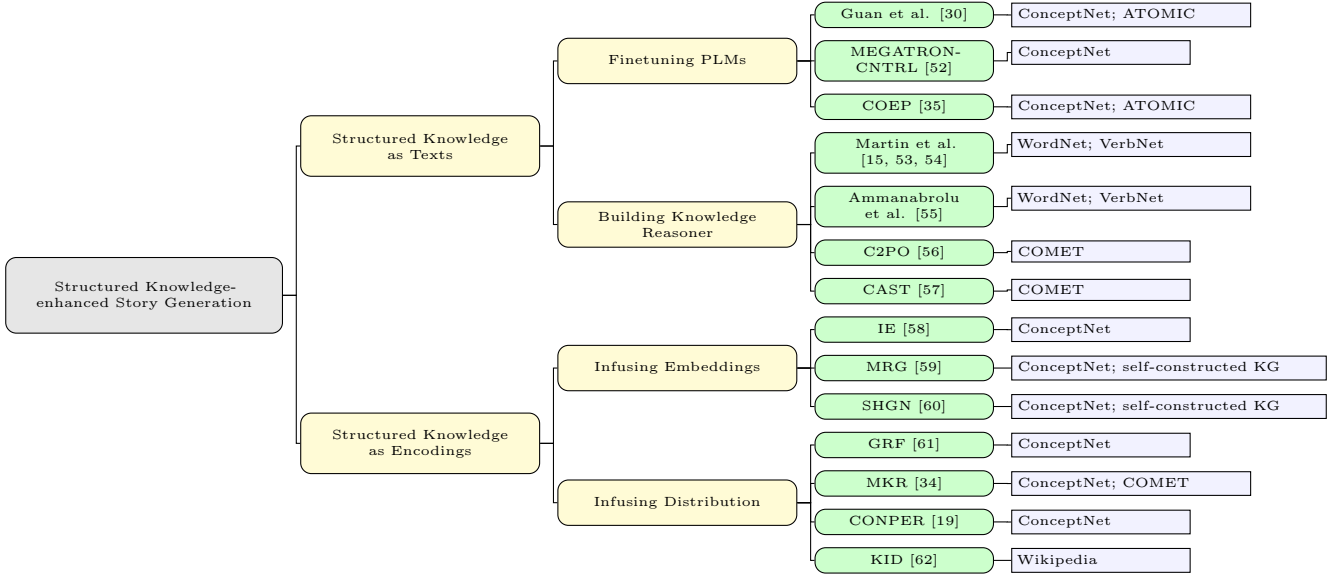 Structured Knowledge-
enhanced Story Generation
Structured Knowledge
as Texts
Finetuning PLMs
Guan et al. [30]
ConceptNet; ATOMIC
MEGATRON-
CNTRL [52]
ConceptNet
COEP [35]
ConceptNet; ATOMIC
Building Knowledge
Reasoner
Martin et al.
[15, 53, 54]
WordNet; VerbNet
Ammanabrolu
et al. [55]
WordNet; VerbNet
C2PO [56]
COMET
CAST [57]
COMET
Structured Knowledge
as Encodings
Infusing Embeddings
IE [58]
ConceptNet
MRG [59]
ConceptNet; self-constructed KG
SHGN [60]
ConceptNet; self-constructed KG
Infusing Distribution
GRF [61]
ConceptNet
MKR [34]
ConceptNet; COMET
CONPER [19]
ConceptNet
KID [62]
Wikipedia